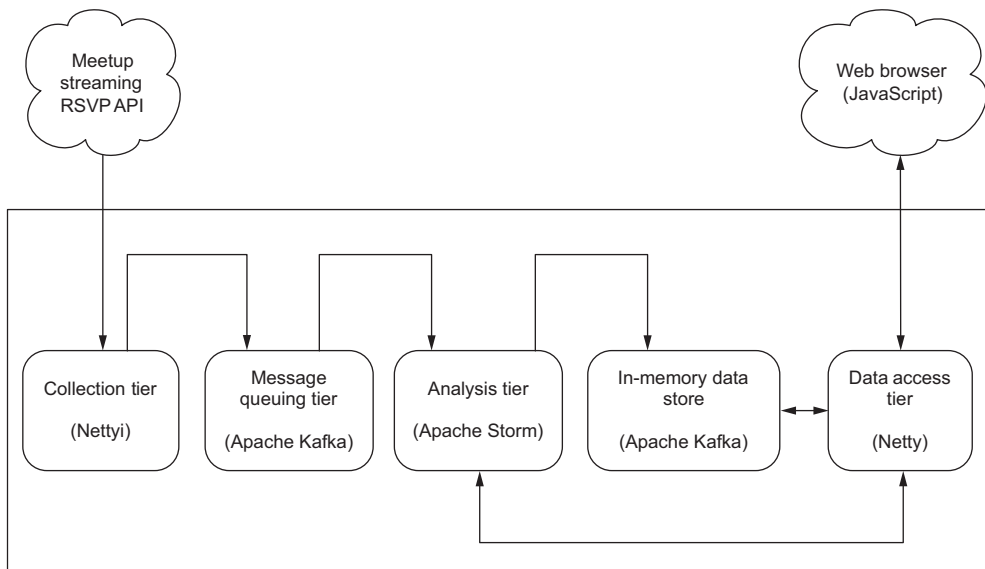 Meetup
streaming
RSVP API
Web browser
(JavaScript)
Collection tier
(Nettyi)
Message
queuing tier
(Apache Kafka)
Analysis tier
(Apache Storm)
In-memory data
store
(Apache Kafka)
Data access
tier
(Netty)